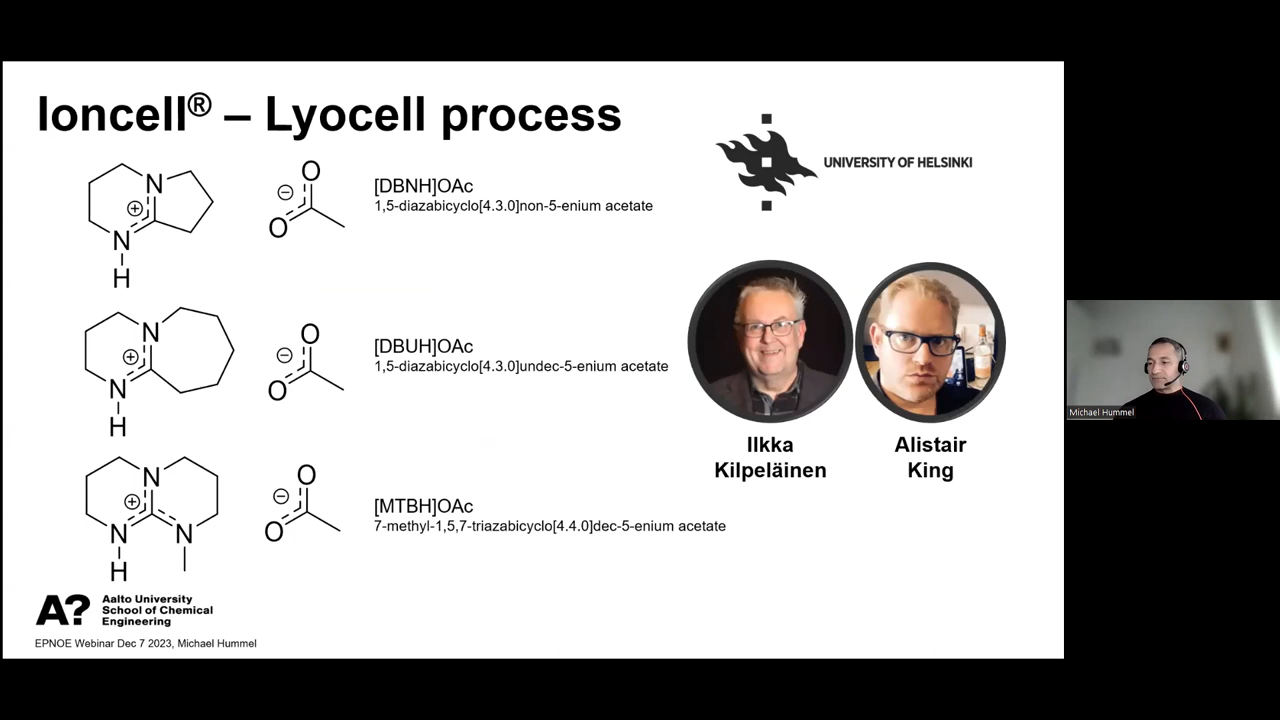 Ioncell® – Lyocell process
UNIVERSITY OF HELSINKI
N
N
H
O
O
[DBNH]OAc
1,5-diazabicyclo[4.3.0]non-5-enium acetate
N
N
H
O
O
[DBUH]OAc
1,5-diazabicyclo[4.3.0]undec-5-enium acetate
N
N
N
H
O
O
[MTBH]OAc
7-methyl-1,5,7-triazabicyclo[4.4.0]dec-5-enium acetate
Ilkka
Kilpeläinen
Alistair
King
Michael Hummel
A?
Aalto University
School of Chemical
Engineering
EPNOE Webinar Dec 7 2023, Michael Hummel